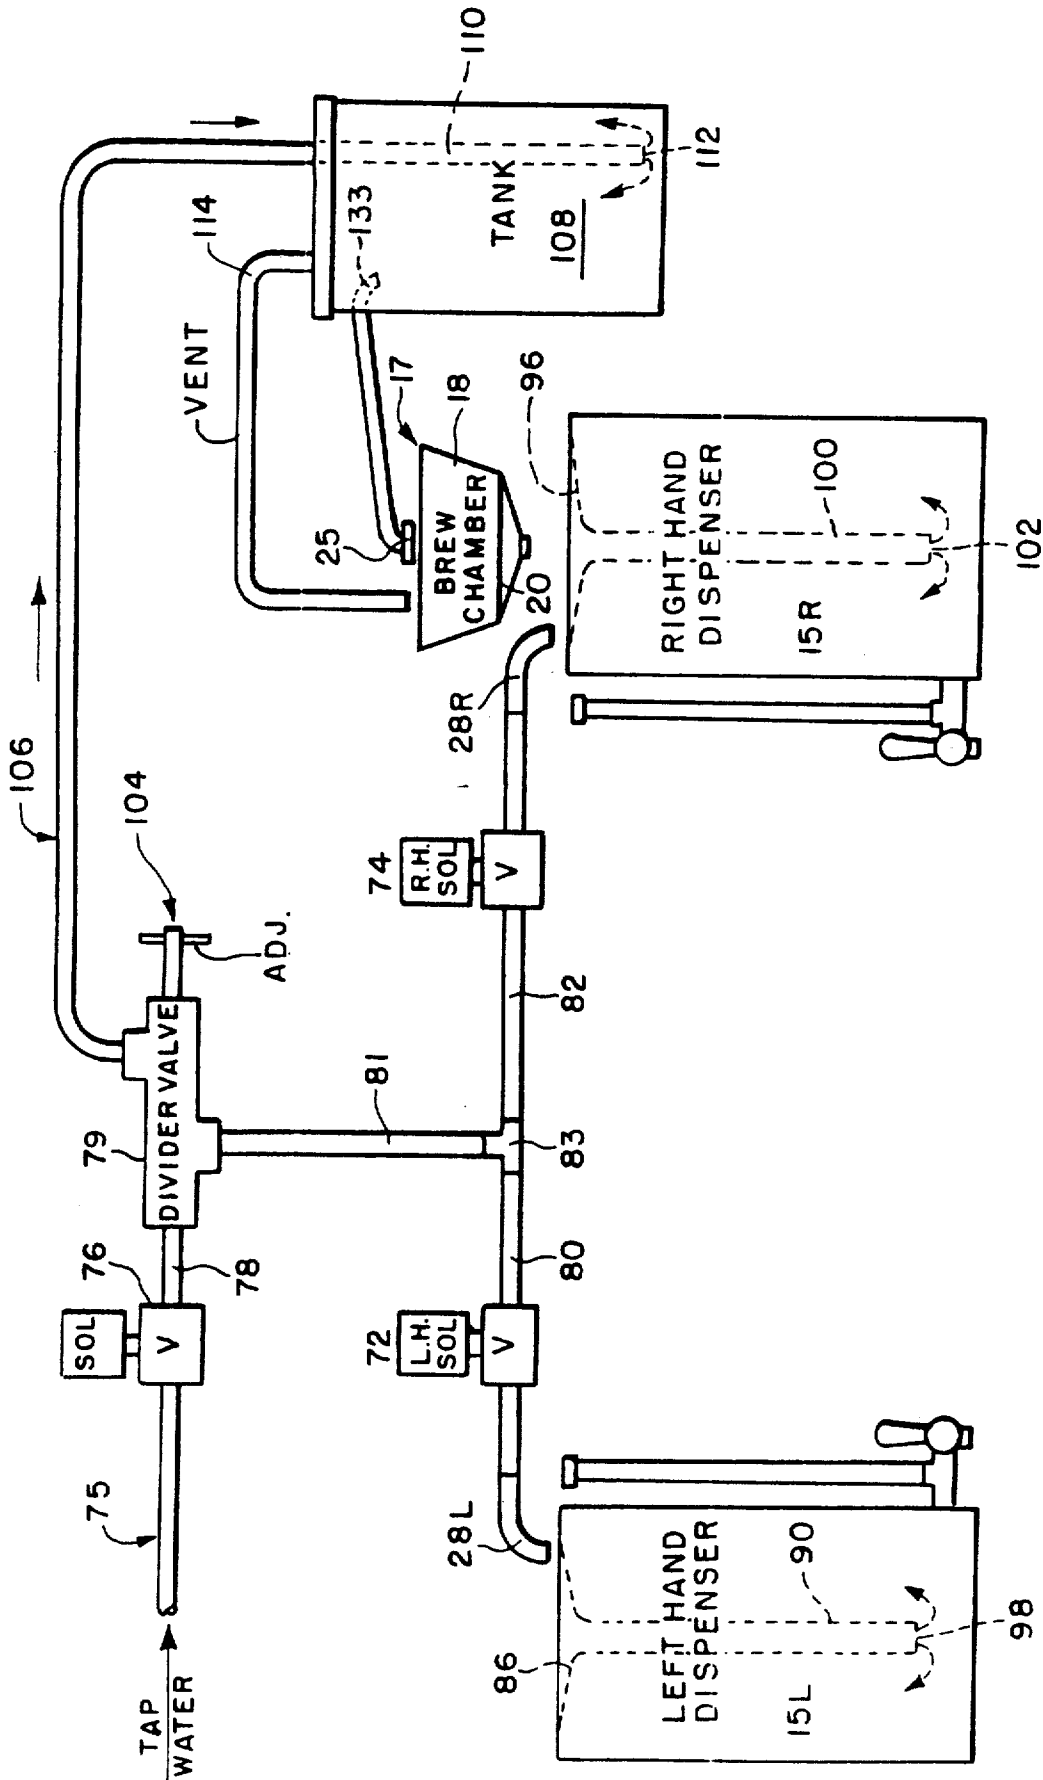 TAP
WATER
75
SOL
V
76
78
79
DIVIDER VALVE
104
ADJ.
106
VENT
114
133
110
TANK
108
112
81
83
80
82
72
L.H.
SOL
V
74
R.H.
SOL
V
28L
28R
25
17
18
BREW
CHAMBER
20
86
LEFT HAND
DISPENSER
15L
90
98
96
RIGHT HAND
DISPENSER
15R
100
102